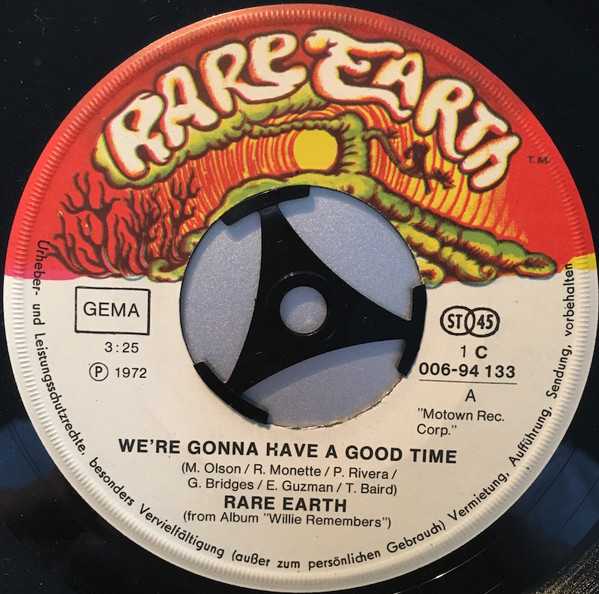 RARE EARTH
T.M.
GEMA
3:25
Ⓟ 1972
ST 45
1 C
006-94 133
A
"Motown Rec.
Corp."
WE'RE GONNA HAVE A GOOD TIME
(M. Olson / R. Monette / P. Rivera /
G. Bridges / E. Guzman / T. Baird)
RARE EARTH
(from Album "Willie Remembers")
Urheber- und Leistungsschutzrechte, besonders Vervielfältigung (außer zum persönlichen Gebrauch) Vermietung, Aufführung, Sendung, vorbehalten